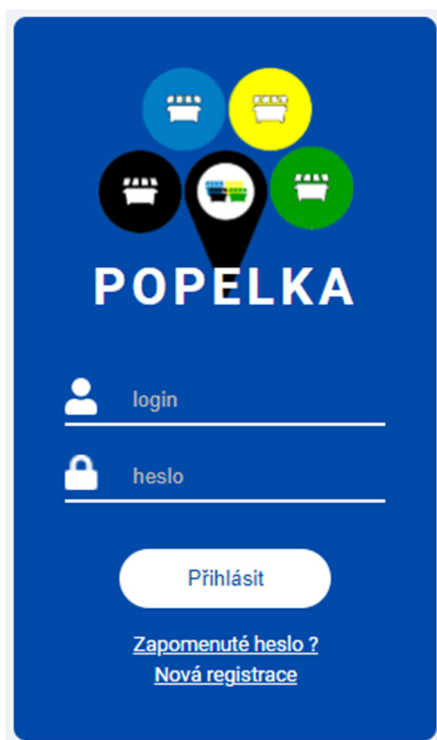 POPELKA
login
heslo
Přihlásit
Zapomenuté heslo ?
Nová registrace